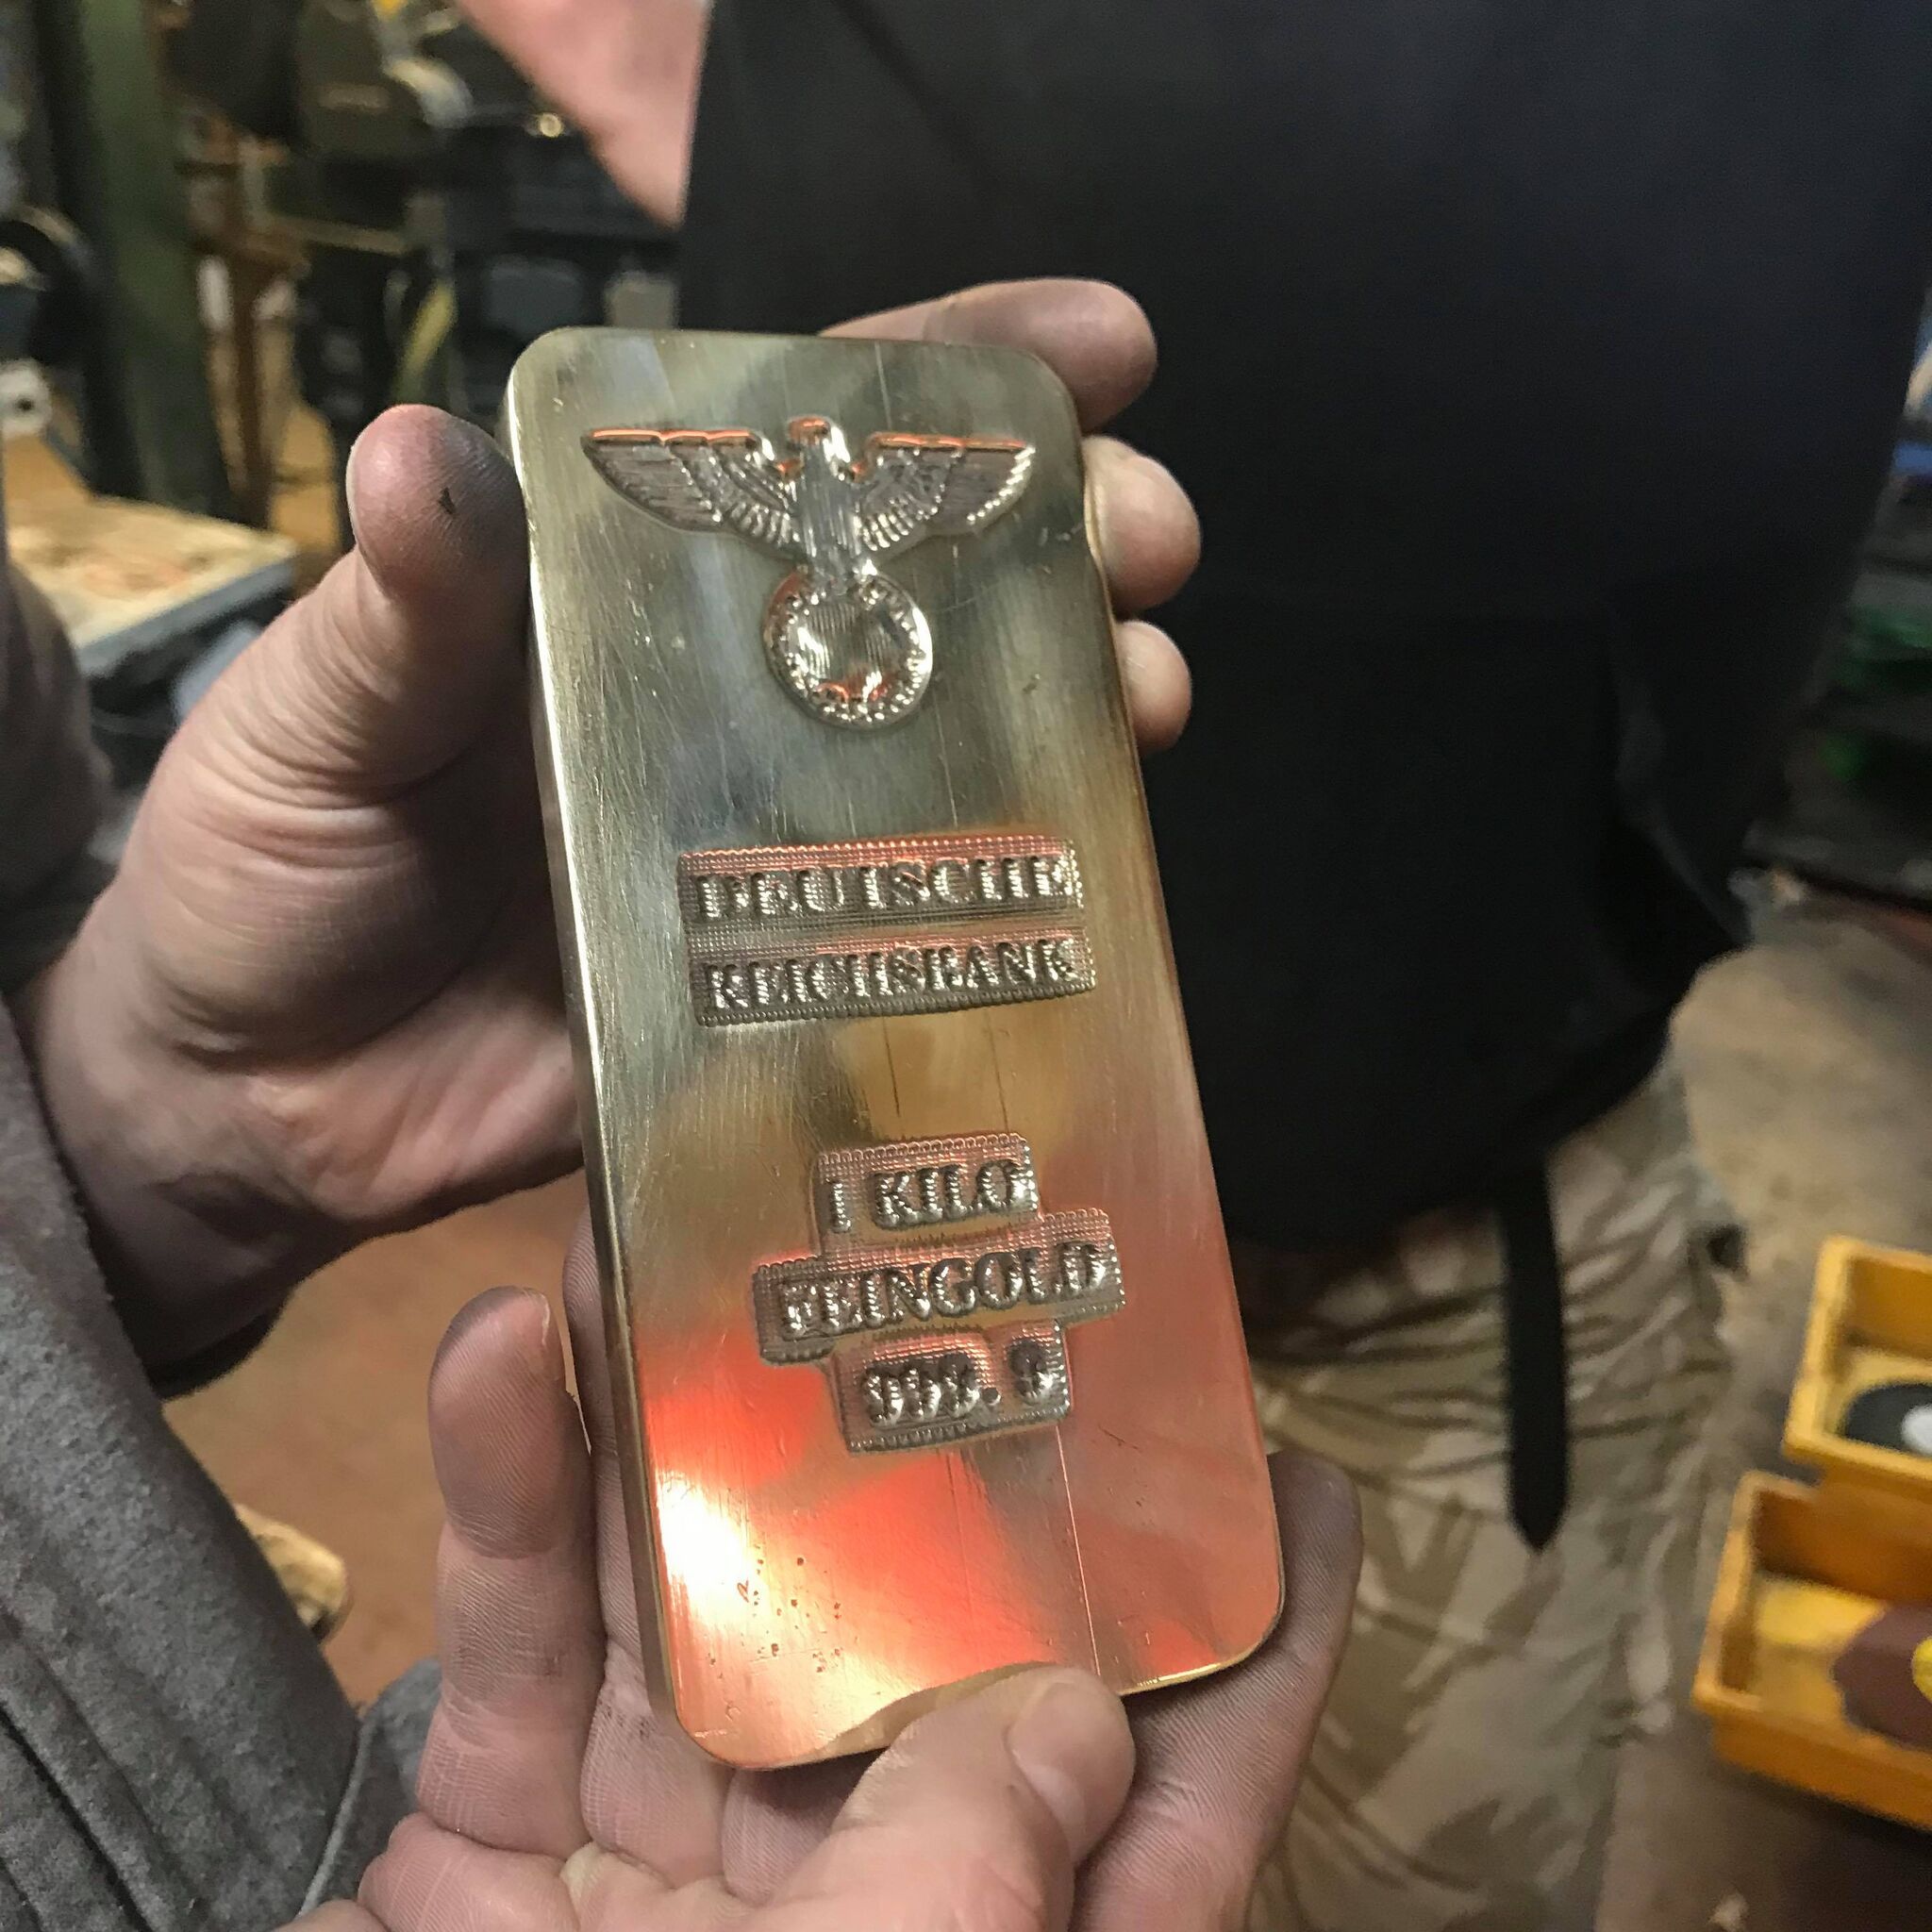 DEUTSCHE
REICHSBANK
1 KILO
FEINGOLD
999.9